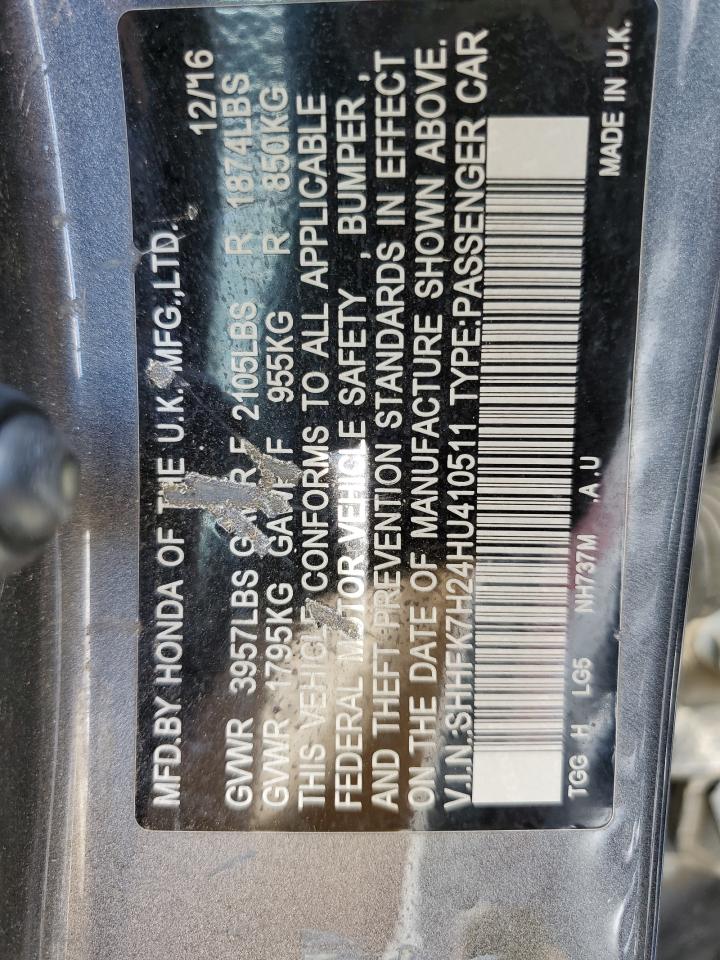 MFD.BY HONDA OF THE U.K. MFG.,LTD. 12/16
GVWR 3957LBS GAWR F 2105LBS R 1874LBS
GVWR 1795KG GAWR F 955KG R 850KG
THIS VEHICLE CONFORMS TO ALL APPLICABLE
FEDERAL MOTOR VEHICLE SAFETY , BUMPER ,
AND THEFT PREVENTION STANDARDS IN EFFECT
ON THE DATE OF MANUFACTURE SHOWN ABOVE.
V.I.N.:SHHFK7H24HU410511 TYPE:PASSENGER CAR
TGG H LG5 NH737M .A.U MADE IN U.K.